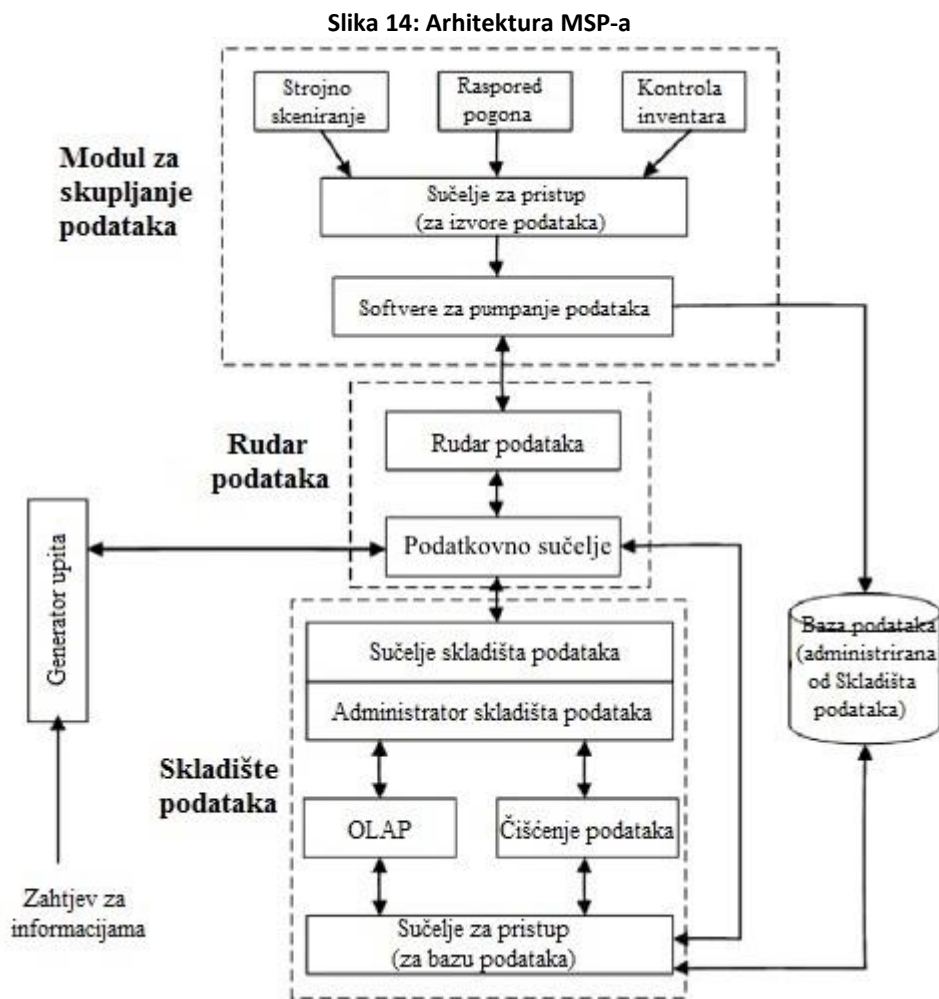 Slika 14: Arhitektura MSP-a
Strojno
skeniranje
Raspored
pogona
Kontrola
inventara
Modul za
skupljanje
podataka
Sučelje za pristup
(za izvore podataka)
Softvere za pumpanje podataka
Rudar
podataka
Rudar podataka
Podatkovno sučelje
Generator upita
Baza podataka
(administrirana
od Skladišta
podataka)
Sučelje skladišta podataka
Administrator skladišta podataka
Skladište
podataka
OLAP
Čišćenje podataka
Zahtjev za
informacijama
Sučelje za pristup
(za bazu podataka)